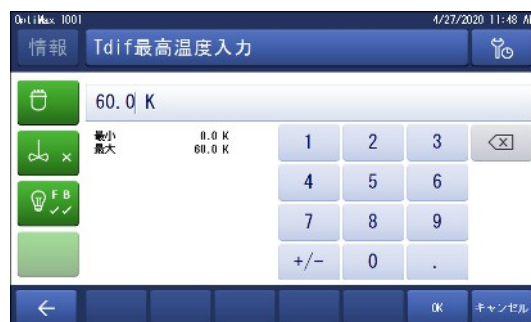 OptiMax 1001
4/27/2020 11:48 AM
情報
Tdif最高温度入力
60.0 K
最小 0.0 K
最大 60.0 K
F B
1 2 3
4 5 6
7 8 9
+/- 0 .
OK キャンセル